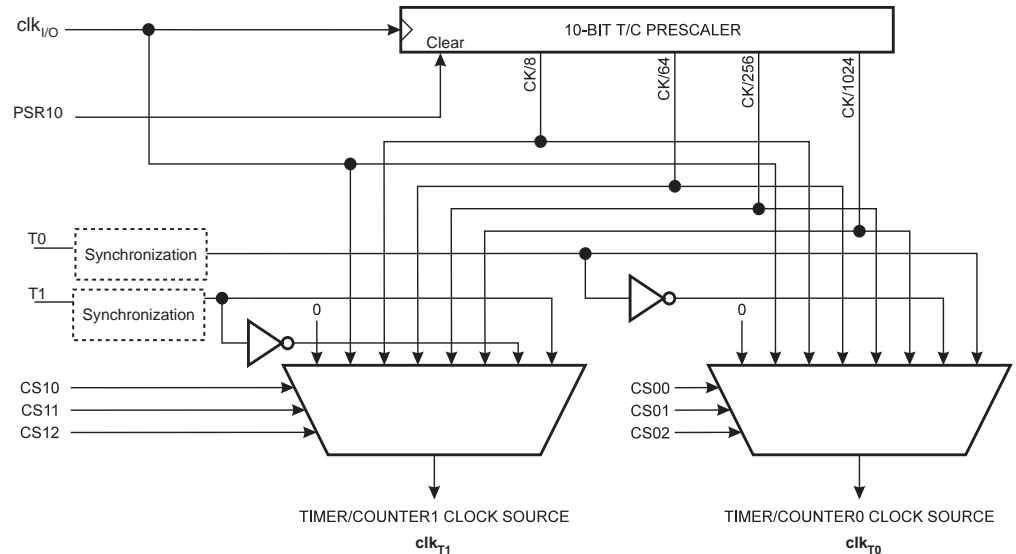 clkI/O
10-BIT T/C PRESCALER
Clear
PSR10
CK/8
CK/64
CK/256
CK/1024
T0
Synchronization
T1
Synchronization
0
0
CS10
CS11
CS12
CS00
CS01
CS02
TIMER/COUNTER1 CLOCK SOURCE
clkT1
TIMER/COUNTER0 CLOCK SOURCE
clkT0